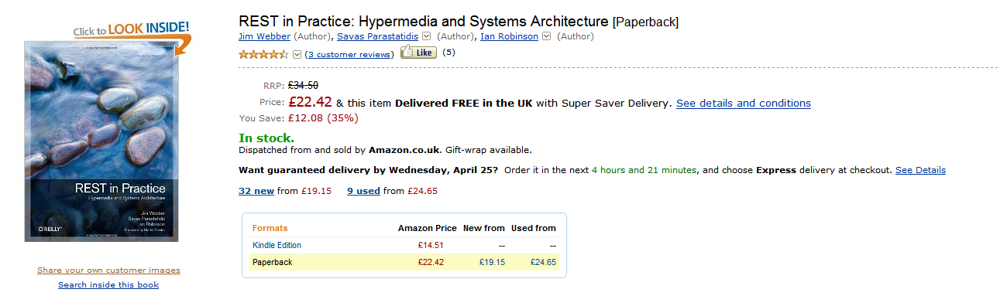 Click to LOOK INSIDE!
REST in Practice
Hypermedia and Systems Architecture
Jim Webber
Savas Parastatidis
Ian Robinson
O'REILLY
Foreword by Martin Fowler
Share your own customer images
Search inside this book
REST in Practice: Hypermedia and Systems Architecture [Paperback]
Jim Webber (Author), Savas Parastatidis (Author), Ian Robinson (Author)
(3 customer reviews) Like (5)
RRP: £34.50
Price: £22.42 & this item Delivered FREE in the UK with Super Saver Delivery. See details and conditions
You Save: £12.08 (35%)
In stock.
Dispatched from and sold by Amazon.co.uk. Gift-wrap available.
Want guaranteed delivery by Wednesday, April 25? Order it in the next 4 hours and 21 minutes, and choose Express delivery at checkout. See Details
32 new from £19.15 9 used from £24.65
Formats Amazon Price New from Used from
Kindle Edition £14.51 -- --
Paperback £22.42 £19.15 £24.65